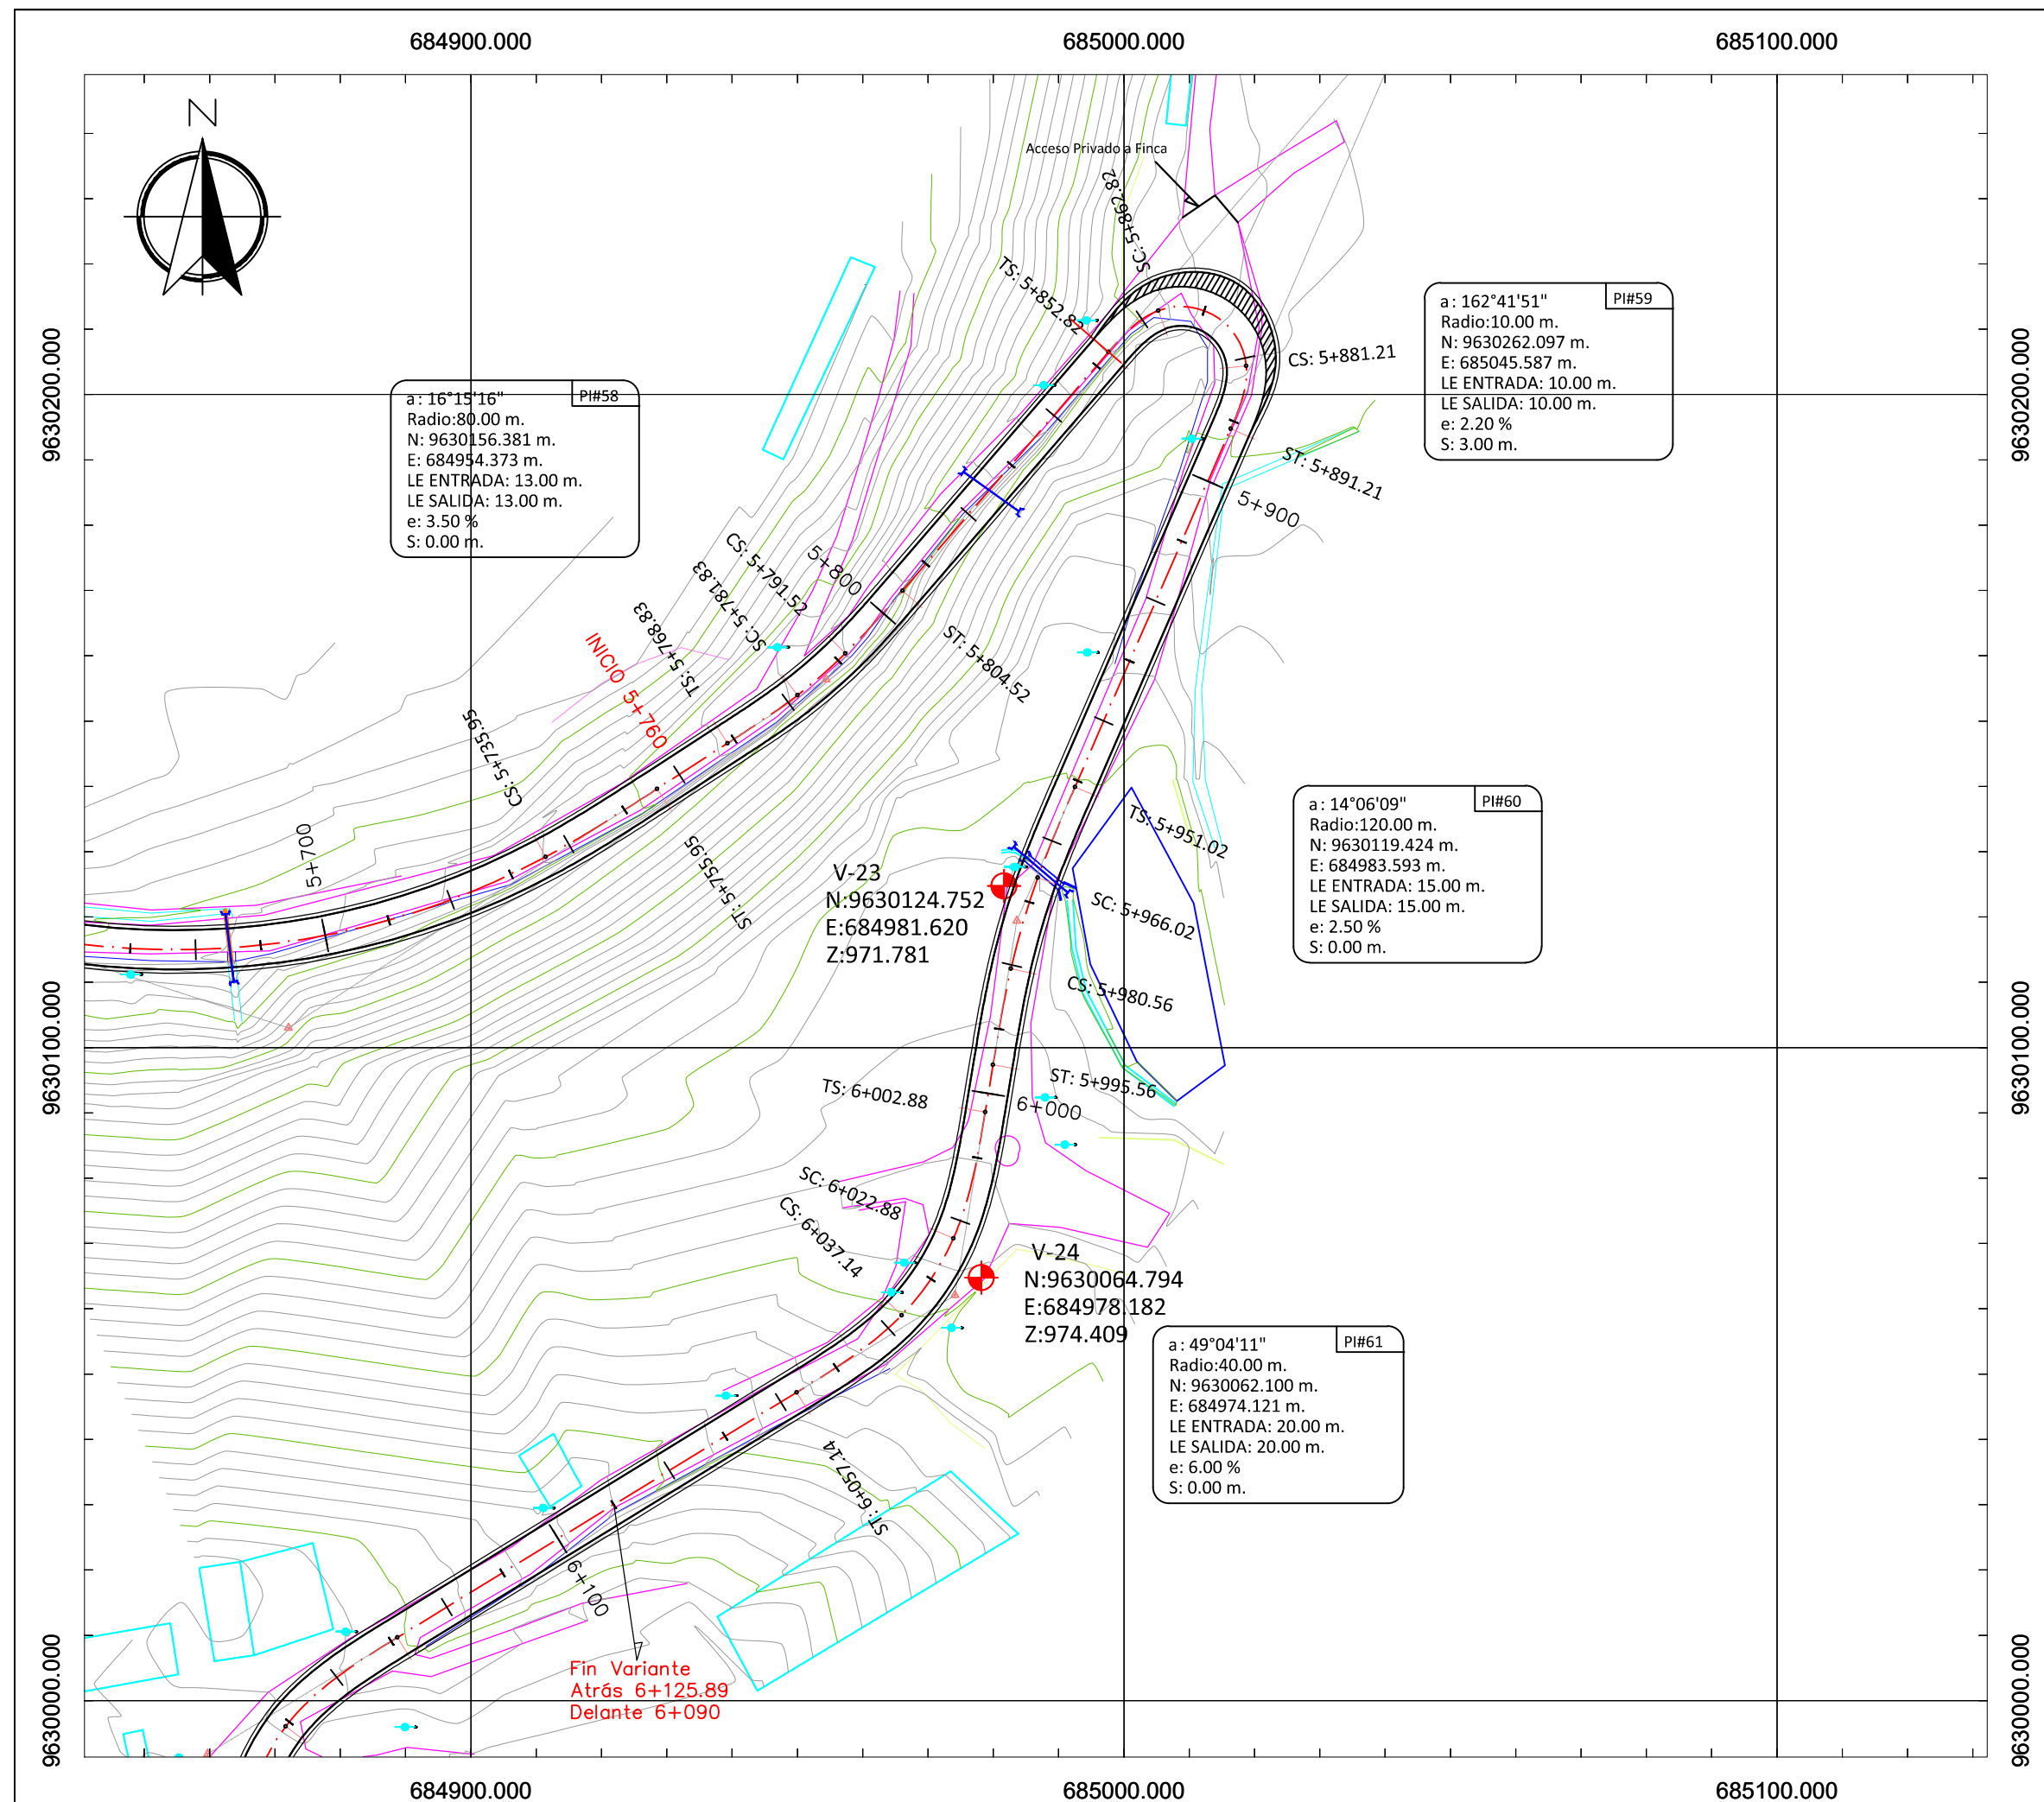 684900.000
685000.000
685100.000
N
Acceso Privado a Finca
SC: 5+862.82
TS: 5+852.82
9630200.000
9630200.000
PI#59
a: 162°41'51"
Radio:10.00 m.
N: 9630262.097 m.
E: 685045.587 m.
LE ENTRADA: 10.00 m.
LE SALIDA: 10.00 m.
e: 2.20 %
S: 3.00 m.
CS: 5+881.21
PI#58
a: 16°15'16"
Radio:80.00 m.
N: 9630156.381 m.
E: 684954.373 m.
LE ENTRADA: 13.00 m.
LE SALIDA: 13.00 m.
e: 3.50 %
S: 0.00 m.
ST: 5+891.21
5+900
CS: 5+791.52
5+800
SC: 5+781.83
TS: 5+768.83
INICIO 5+760
ST: 5+804.52
CS: 5+735.95
5+700
ST: 5+755.95
TS: 5+951.02
PI#60
a: 14°06'09"
Radio:120.00 m.
N: 9630119.424 m.
E: 684983.593 m.
LE ENTRADA: 15.00 m.
LE SALIDA: 15.00 m.
e: 2.50 %
S: 0.00 m.
V-23
N:9630124.752
E:684981.620
Z:971.781
SC: 5+966.02
CS: 5+980.56
9630100.000
9630100.000
ST: 5+995.56
TS: 6+002.88
6+000
SC: 6+022.88
CS: 6+037.14
V-24
N:9630064.794
E:684978.182
Z:974.409
PI#61
a: 49°04'11"
Radio:40.00 m.
N: 9630062.100 m.
E: 684974.121 m.
LE ENTRADA: 20.00 m.
LE SALIDA: 20.00 m.
e: 6.00 %
S: 0.00 m.
ST: 6+057.14
6+100
Fin Variante
Atrás 6+125.89
Delante 6+090
9630000.000
9630000.000
684900.000
685000.000
685100.000